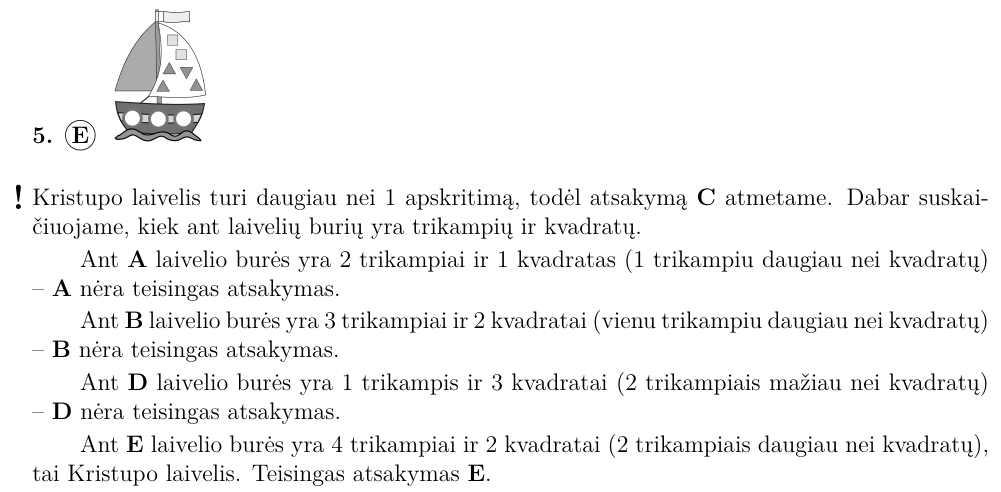 5. E
! Kristupo laivelis turi daugiau nei 1 apskritimą, todėl atsakymą C atmetame. Dabar suskai-
čiuojame, kiek ant laivelių burių yra trikampių ir kvadratų.
Ant A laivelio burės yra 2 trikampiai ir 1 kvadratas (1 trikampiu daugiau nei kvadratų)
– A nėra teisingas atsakymas.
Ant B laivelio burės yra 3 trikampiai ir 2 kvadratai (vienu trikampiu daugiau nei kvadratų)
– B nėra teisingas atsakymas.
Ant D laivelio burės yra 1 trikampis ir 3 kvadratai (2 trikampiais mažiau nei kvadratų)
– D nėra teisingas atsakymas.
Ant E laivelio burės yra 4 trikampiai ir 2 kvadratai (2 trikampiais daugiau nei kvadratų),
tai Kristupo laivelis. Teisingas atsakymas E.